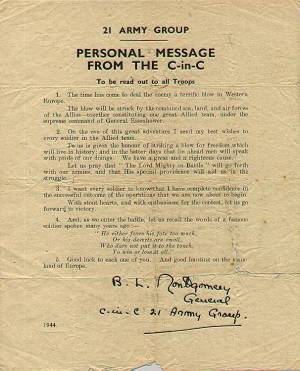 21 ARMY GROUP
PERSONAL MESSAGE
FROM THE C-in-C
To be read out to all Troops
1. The time has come to deal the enemy a terrific blow in Western
Europe.
The blow will be struck by the combined sea, land, and air forces
of the Allies—together constituting one great Allied team, under the
supreme command of General Eisenhower.
2. On the eve of this great adventure I send my best wishes to
every soldier in the Allied team.
To us is given the honour of striking a blow for freedom which
will live in history; and in the better days that lie ahead men will speak
with pride of our doings. We have a great and a righteous cause.
Let us pray that "The Lord Mighty in Battle" will go forth
with our armies, and that His special providence will aid us in the
struggle.
3. I want every soldier to know that I have complete confidence in
the successful outcome of the operations that we are now about to begin.
With stout hearts, and with enthusiasm for the contest, let us go
forward to victory.
4. And, as we enter the battle, let us recall the words of a famous
soldier spoken many years ago:—
"He either fears his fate too much,
Or his deserts are small,
Who dare not put it to the touch,
To win or lose it all."
5. Good luck to each one of you. And good hunting on the main
land of Europe.
B. L. Montgomery
General
C-in-C 21 Army Group.
1944.